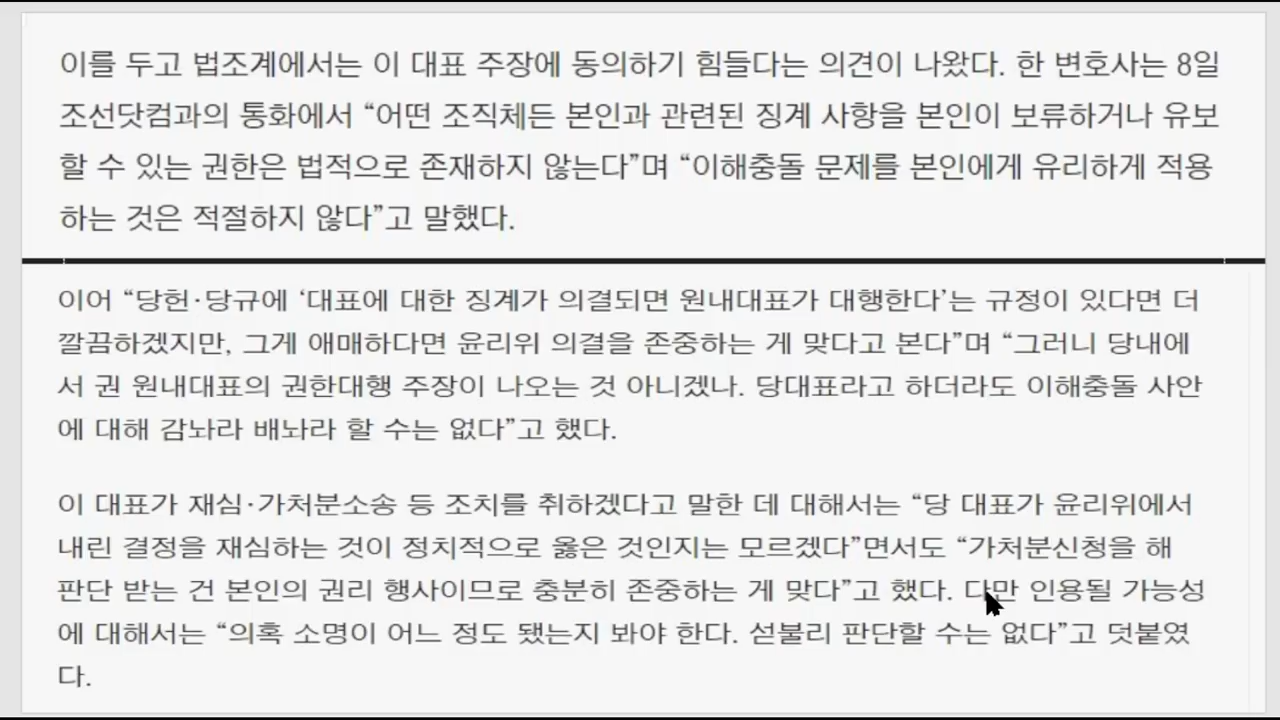 이를 두고 법조계에서는 이 대표 주장에 동의하기 힘들다는 의견이 나왔다. 한 변호사는 8일
조선닷컴과의 통화에서 “어떤 조직체든 본인과 관련된 징계 사항을 본인이 보류하거나 유보
할 수 있는 권한은 법적으로 존재하지 않는다”며 “이해충돌 문제를 본인에게 유리하게 적용
하는 것은 적절하지 않다”고 말했다.
이어 “당헌·당규에 ‘대표에 대한 징계가 의결되면 원내대표가 대행한다’는 규정이 있다면 더
깔끔하겠지만, 그게 애매하다면 윤리위 의결을 존중하는 게 맞다고 본다”며 “그러니 당내에
서 권 원내대표의 권한대행 주장이 나오는 것 아니겠나. 당대표라고 하더라도 이해충돌 사안
에 대해 감놔라 배놔라 할 수는 없다”고 했다.
이 대표가 재심·가처분소송 등 조치를 취하겠다고 말한 데 대해서는 “당 대표가 윤리위에서
내린 결정을 재심하는 것이 정치적으로 옳은 것인지는 모르겠다”면서도 “가처분신청을 해
판단 받는 건 본인의 권리 행사이므로 충분히 존중하는 게 맞다”고 했다. 다만 인용될 가능성
에 대해서는 “의혹 소명이 어느 정도 됐는지 봐야 한다. 섣불리 판단할 수는 없다”고 덧붙였
다.